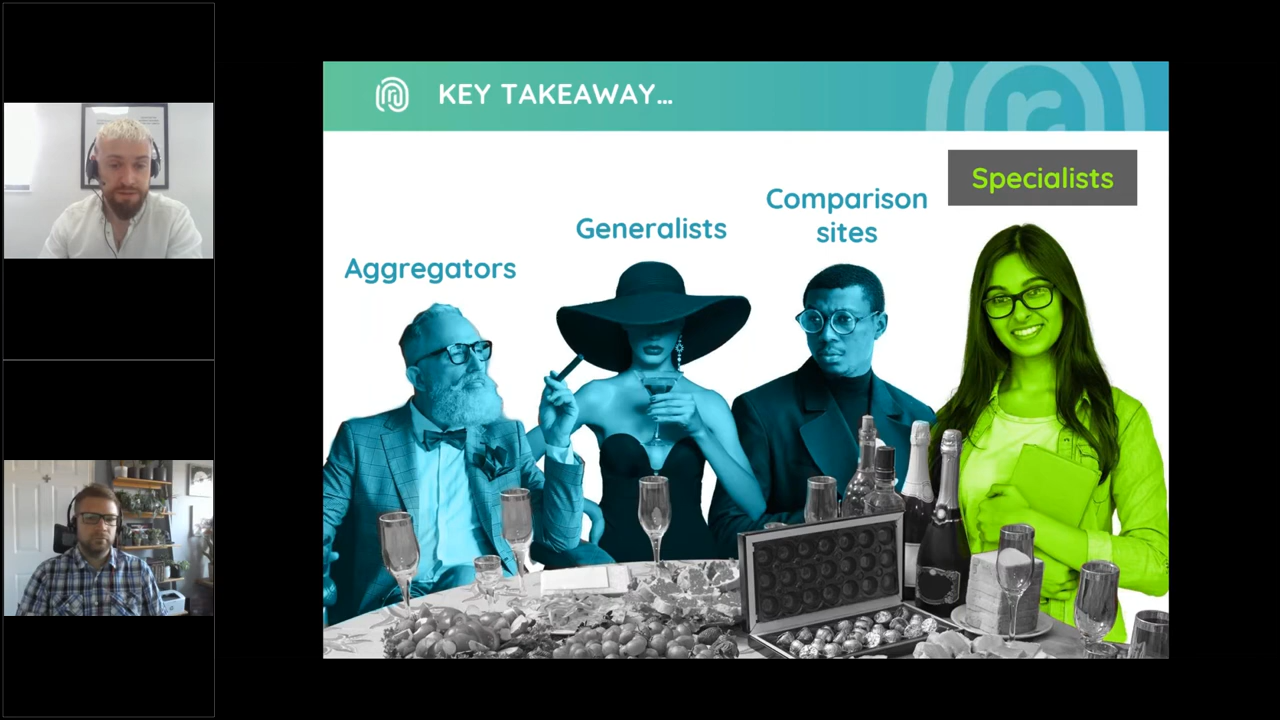 KEY TAKEAWAY...
Specialists
Comparison
sites
Generalists
Aggregators